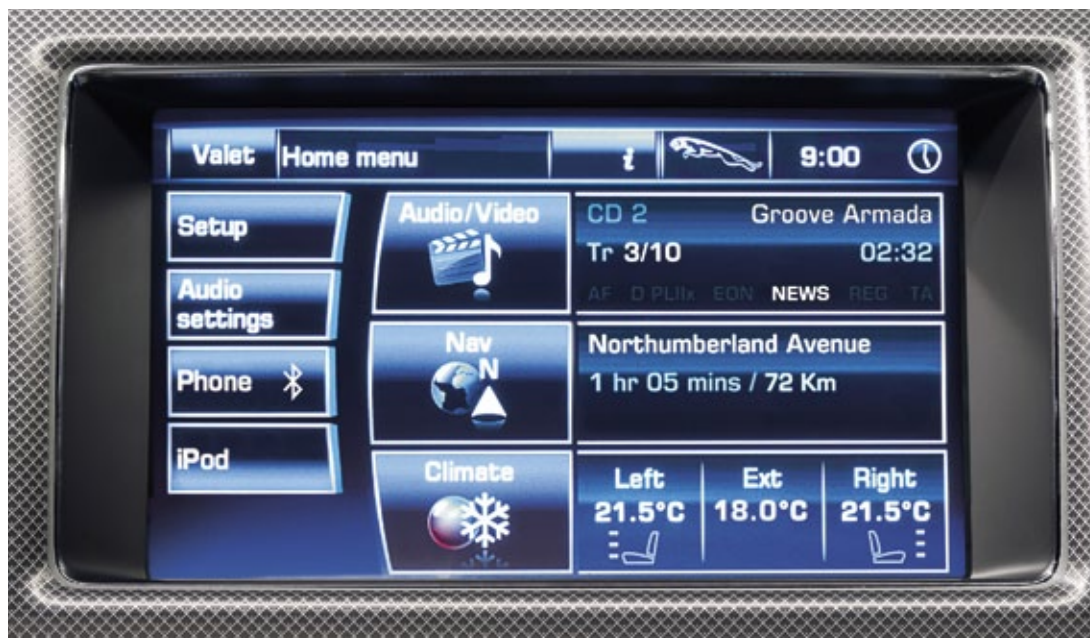 Valet
Home menu
i
9:00
Setup
Audio
settings
Phone
iPod
Audio/Video
Nav
N
Climate
CD 2 Groove Armada
Tr 3/10 02:32
AF D PLIIx EON NEWS REG TA
Northumberland Avenue
1 hr 05 mins / 72 Km
Left Ext Right
21.5°C 18.0°C 21.5°C